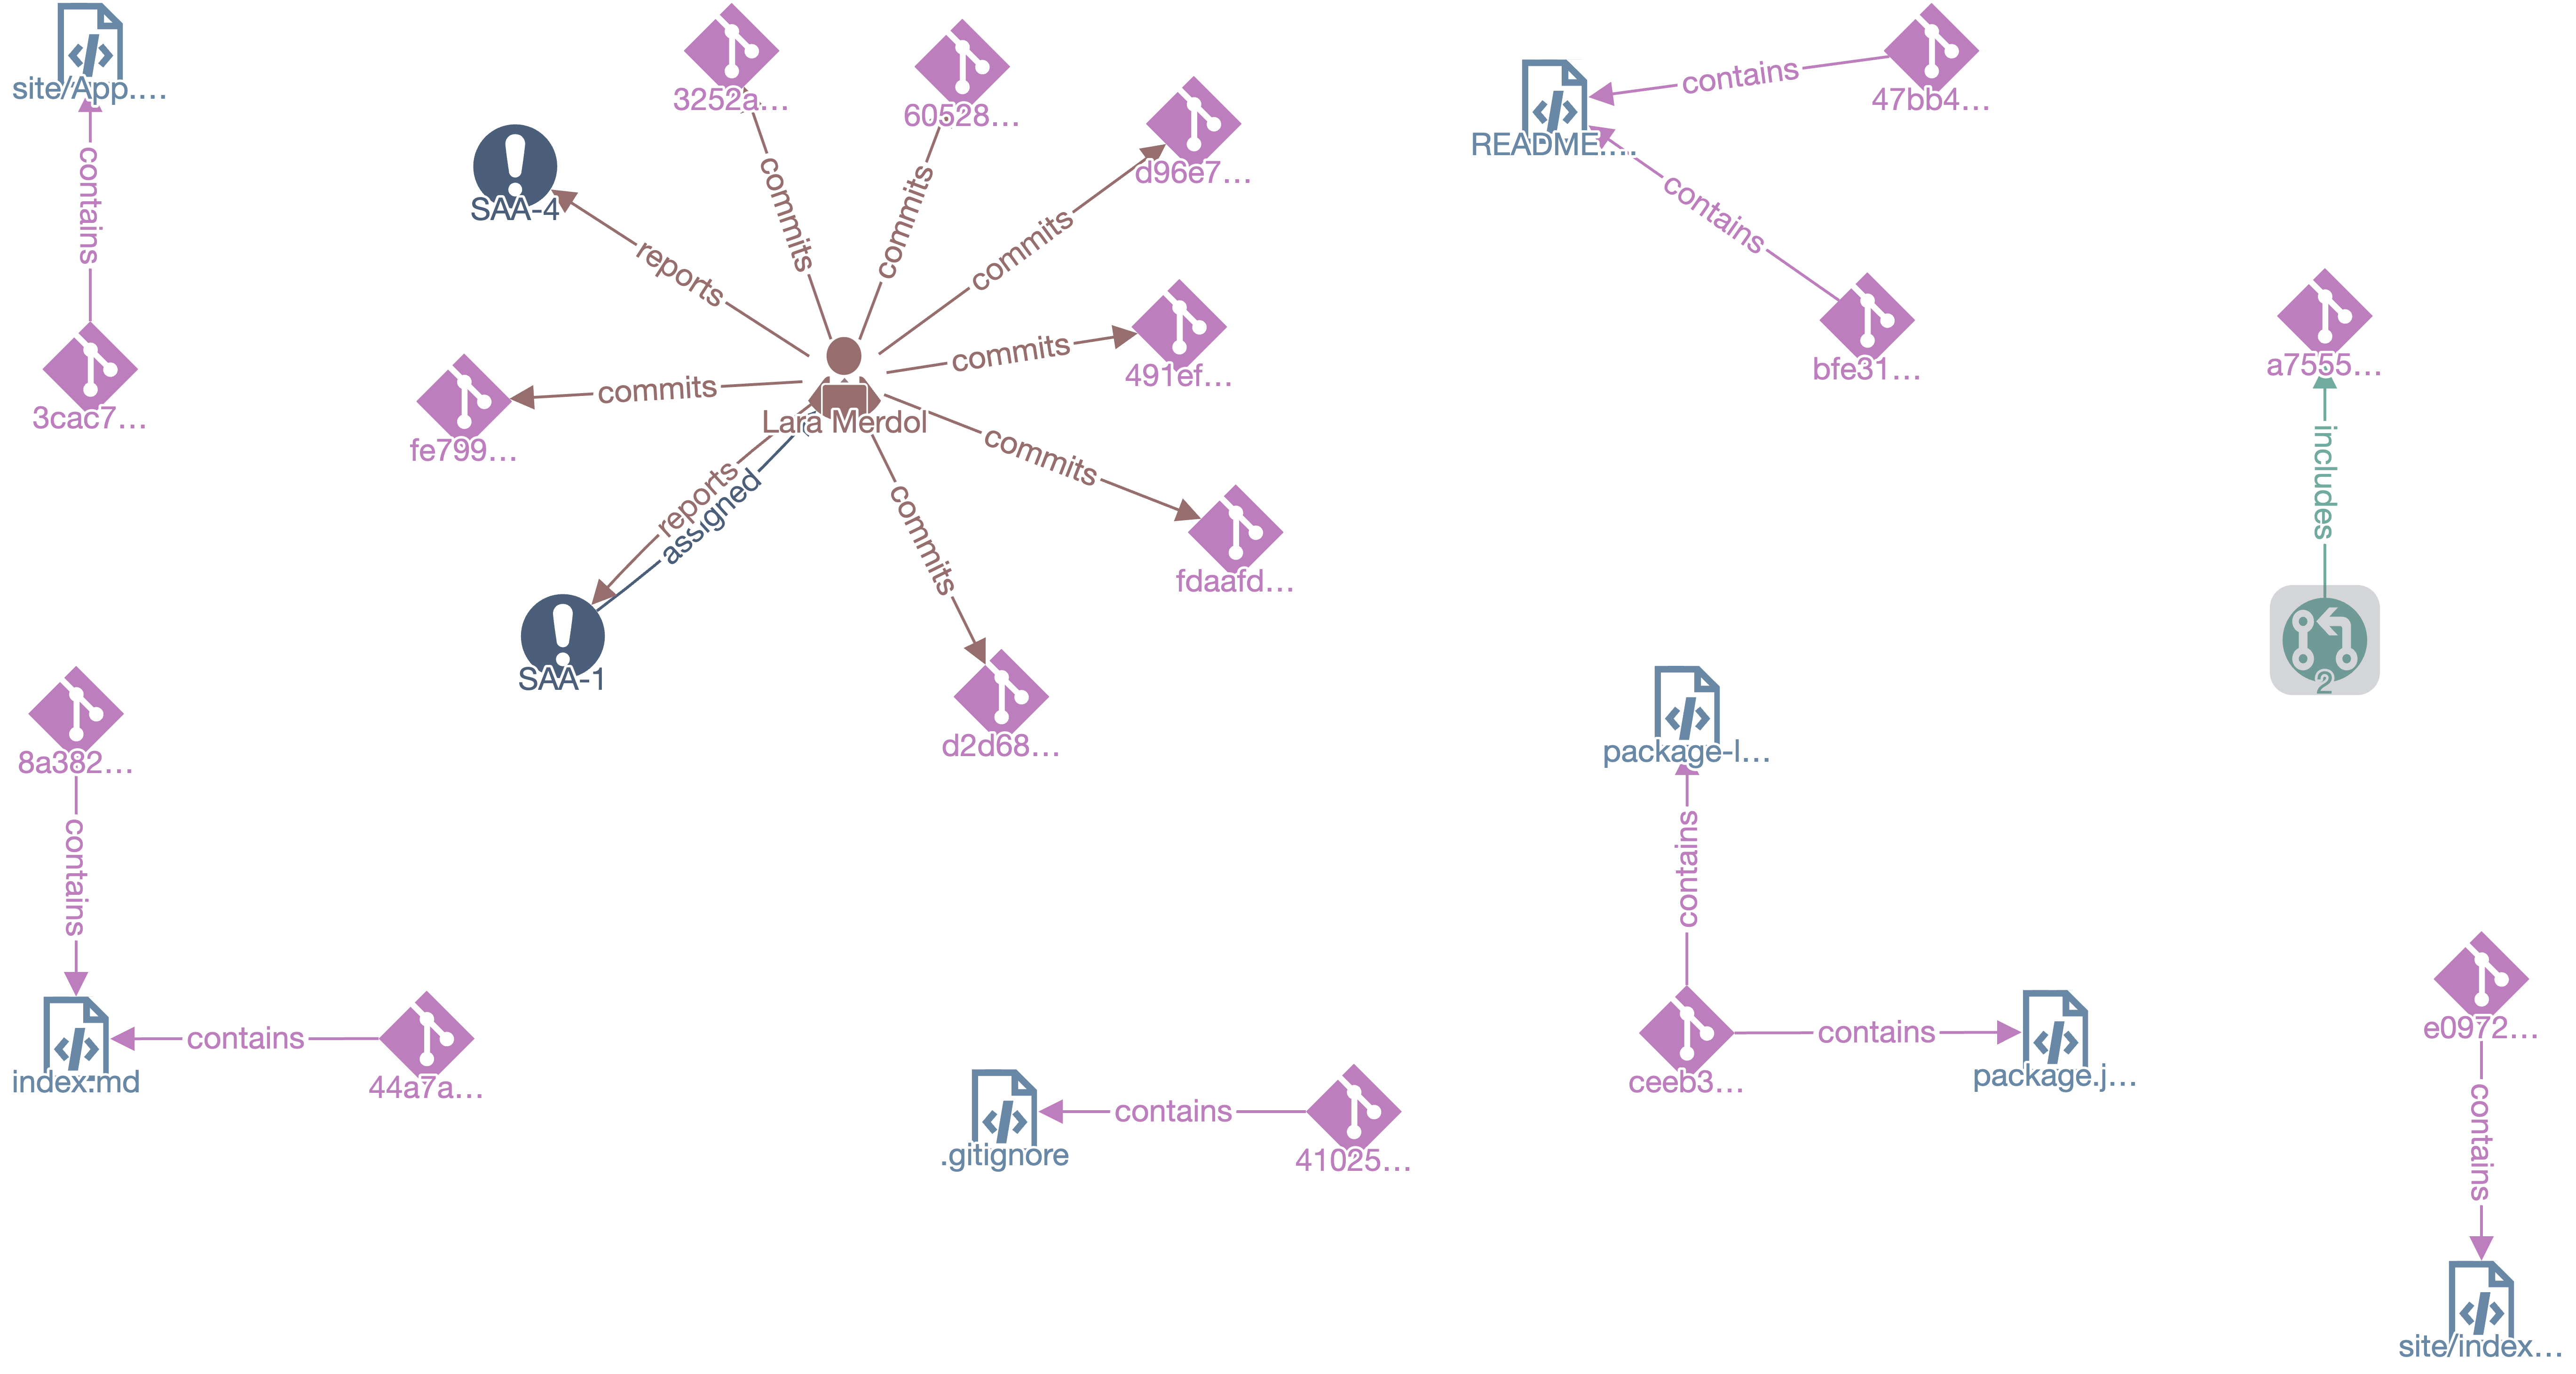 site/App.…
contains
3cac7…
3252a…
60528…
d96e7…
SAA-4
commits
commits
commits
reports
commits
491ef…
commits
fe799…
Lara Merdol
commits
fdaafd…
reports
assigned
commits
SAA-1
d2d68…
47bb4…
contains
README.…
contains
bfe31…
a7555…
includes
2
8a382…
contains
index.md
contains
44a7a…
.gitignore
contains
41025…
package-l…
contains
ceeb3…
contains
package.j…
e0972…
contains
site/index…